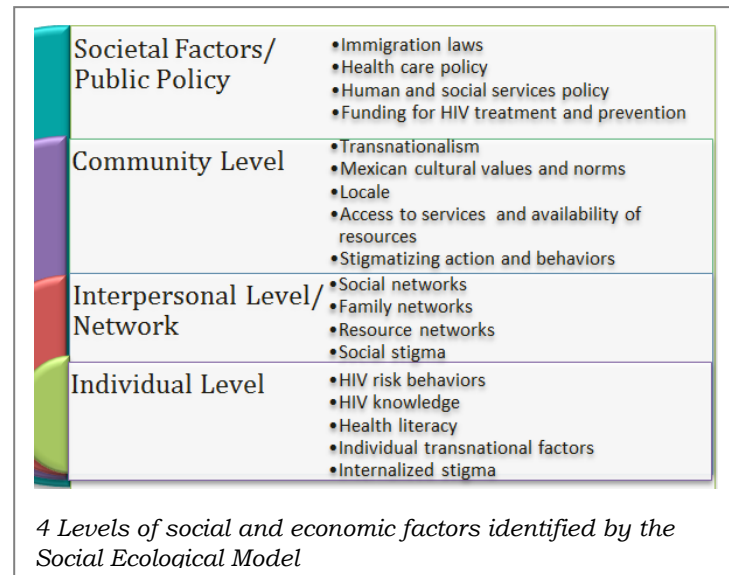 Societal Factors/
Public Policy
•Immigration laws
•Health care policy
•Human and social services policy
•Funding for HIV treatment and prevention
Community Level
•Transnationalism
•Mexican cultural values and norms
•Locale
•Access to services and availability of
resources
•Stigmatizing action and behaviors
Interpersonal Level/
Network
•Social networks
•Family networks
•Resource networks
•Social stigma
Individual Level
•HIV risk behaviors
•HIV knowledge
•Health literacy
•Individual transnational factors
•Internalized stigma
4 Levels of social and economic factors identified by the
Social Ecological Model